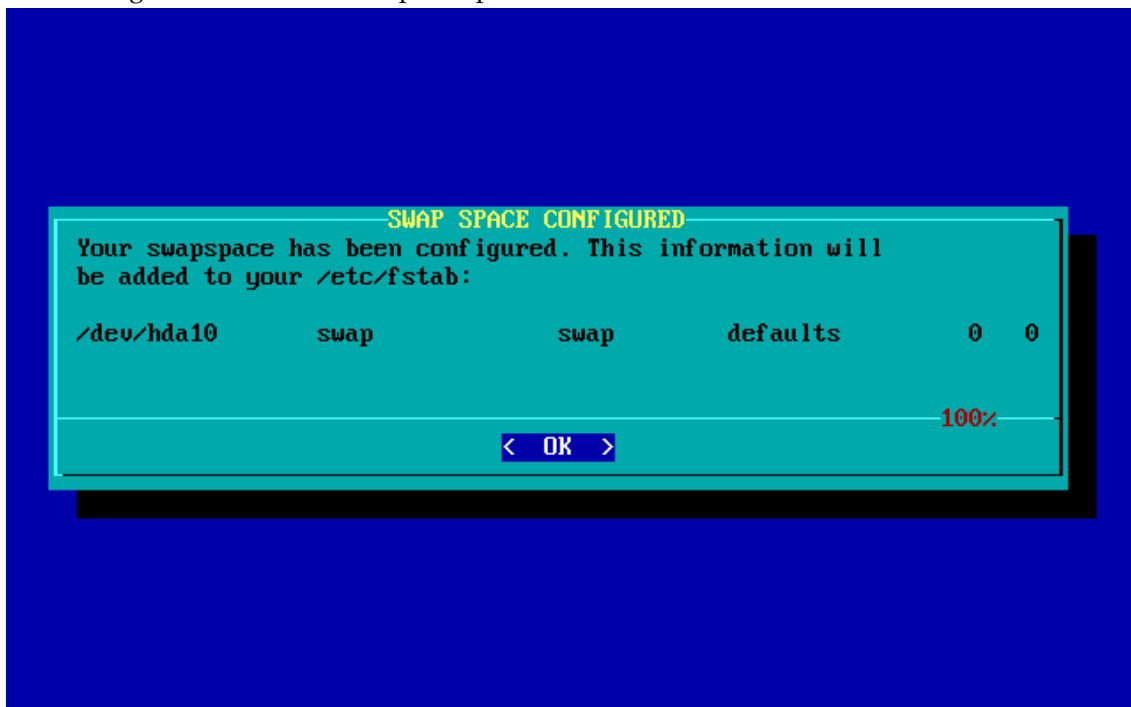 SWAP SPACE CONFIGURED
Your swapspace has been configured. This information will
be added to your /etc/fstab:
/dev/hda10 swap swap defaults 0 0
100%
< OK >